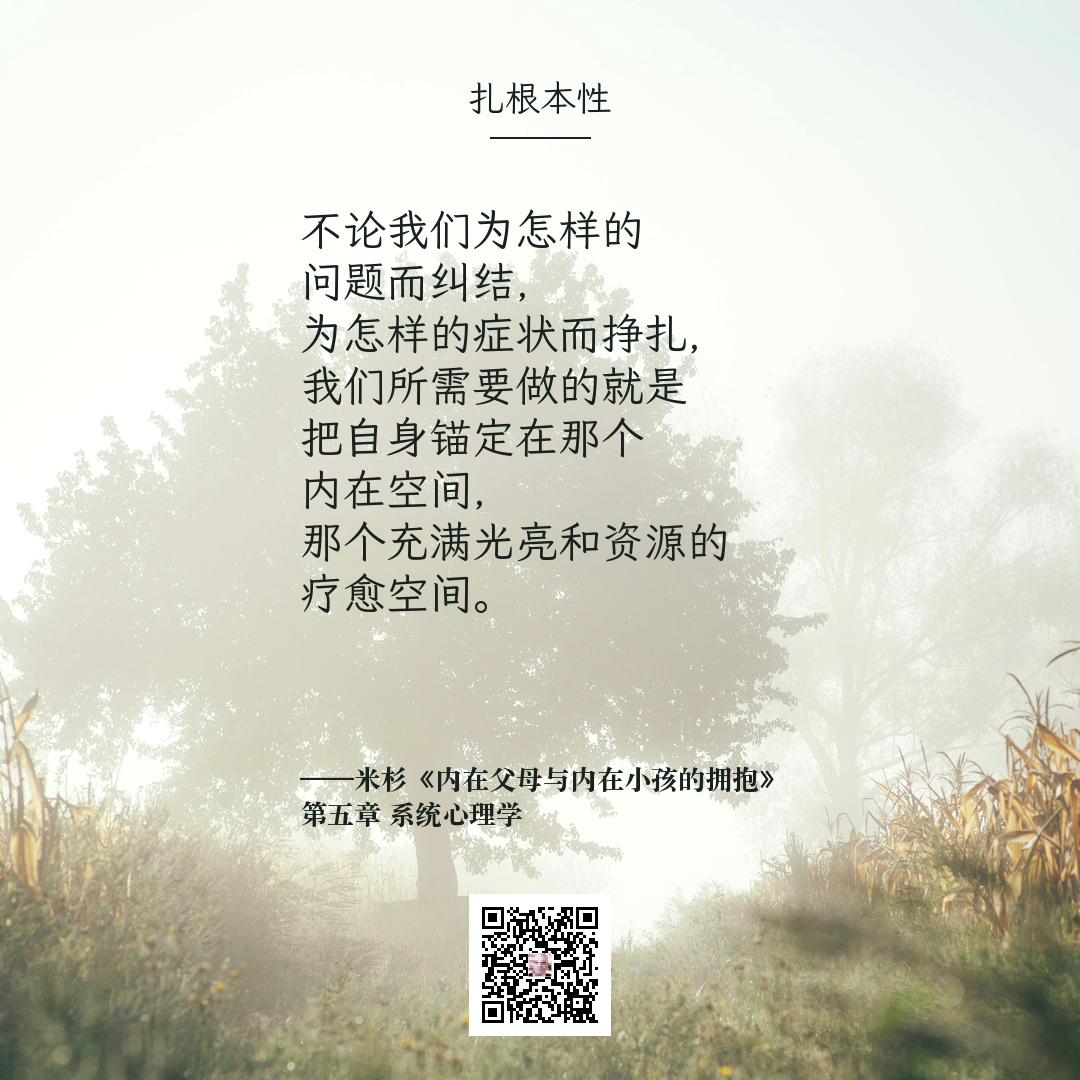 扎根本性
不论我们为怎样的
问题而纠结,
为怎样的症状而挣扎,
我们所需要做的就是
把自身锚定在那个
内在空间,
那个充满光亮和资源的
疗愈空间。
——米杉《内在父母与内在小孩的拥抱》
第五章 系统心理学